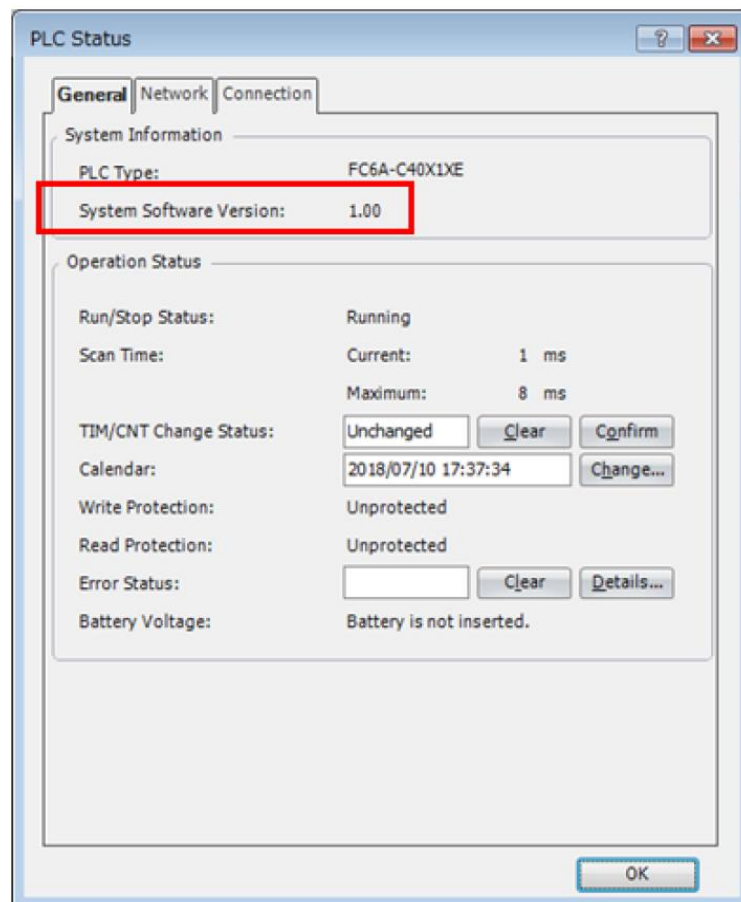 PLC Status
General Network Connection
System Information
PLC Type: FC6A-C40X1XE
System Software Version: 1.00
Operation Status
Run/Stop Status: Running
Scan Time: Current: 1 ms
Maximum: 8 ms
TIM/CNT Change Status: Unchanged Clear Confirm
Calendar: 2018/07/10 17:37:34 Change...
Write Protection: Unprotected
Read Protection: Unprotected
Error Status: Clear Details...
Battery Voltage: Battery is not inserted.
OK